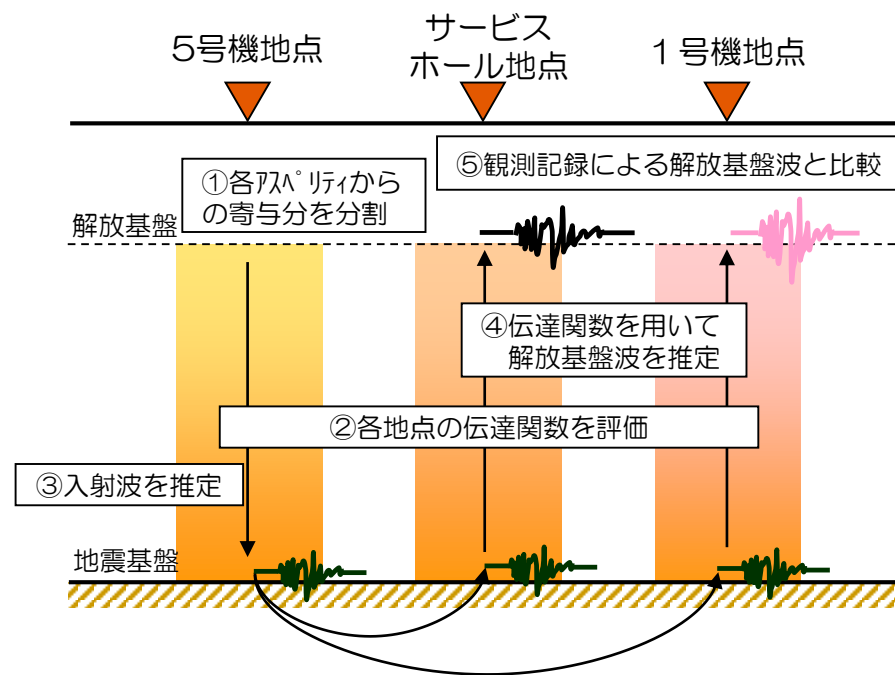 5号機地点
サービス
ホール地点
1号機地点
⑤観測記録による解放基盤波と比較
①各ｱｽﾍﾟﾘﾃｨから
の寄与分を分割
解放基盤
④伝達関数を用いて
解放基盤波を推定
②各地点の伝達関数を評価
③入射波を推定
地震基盤